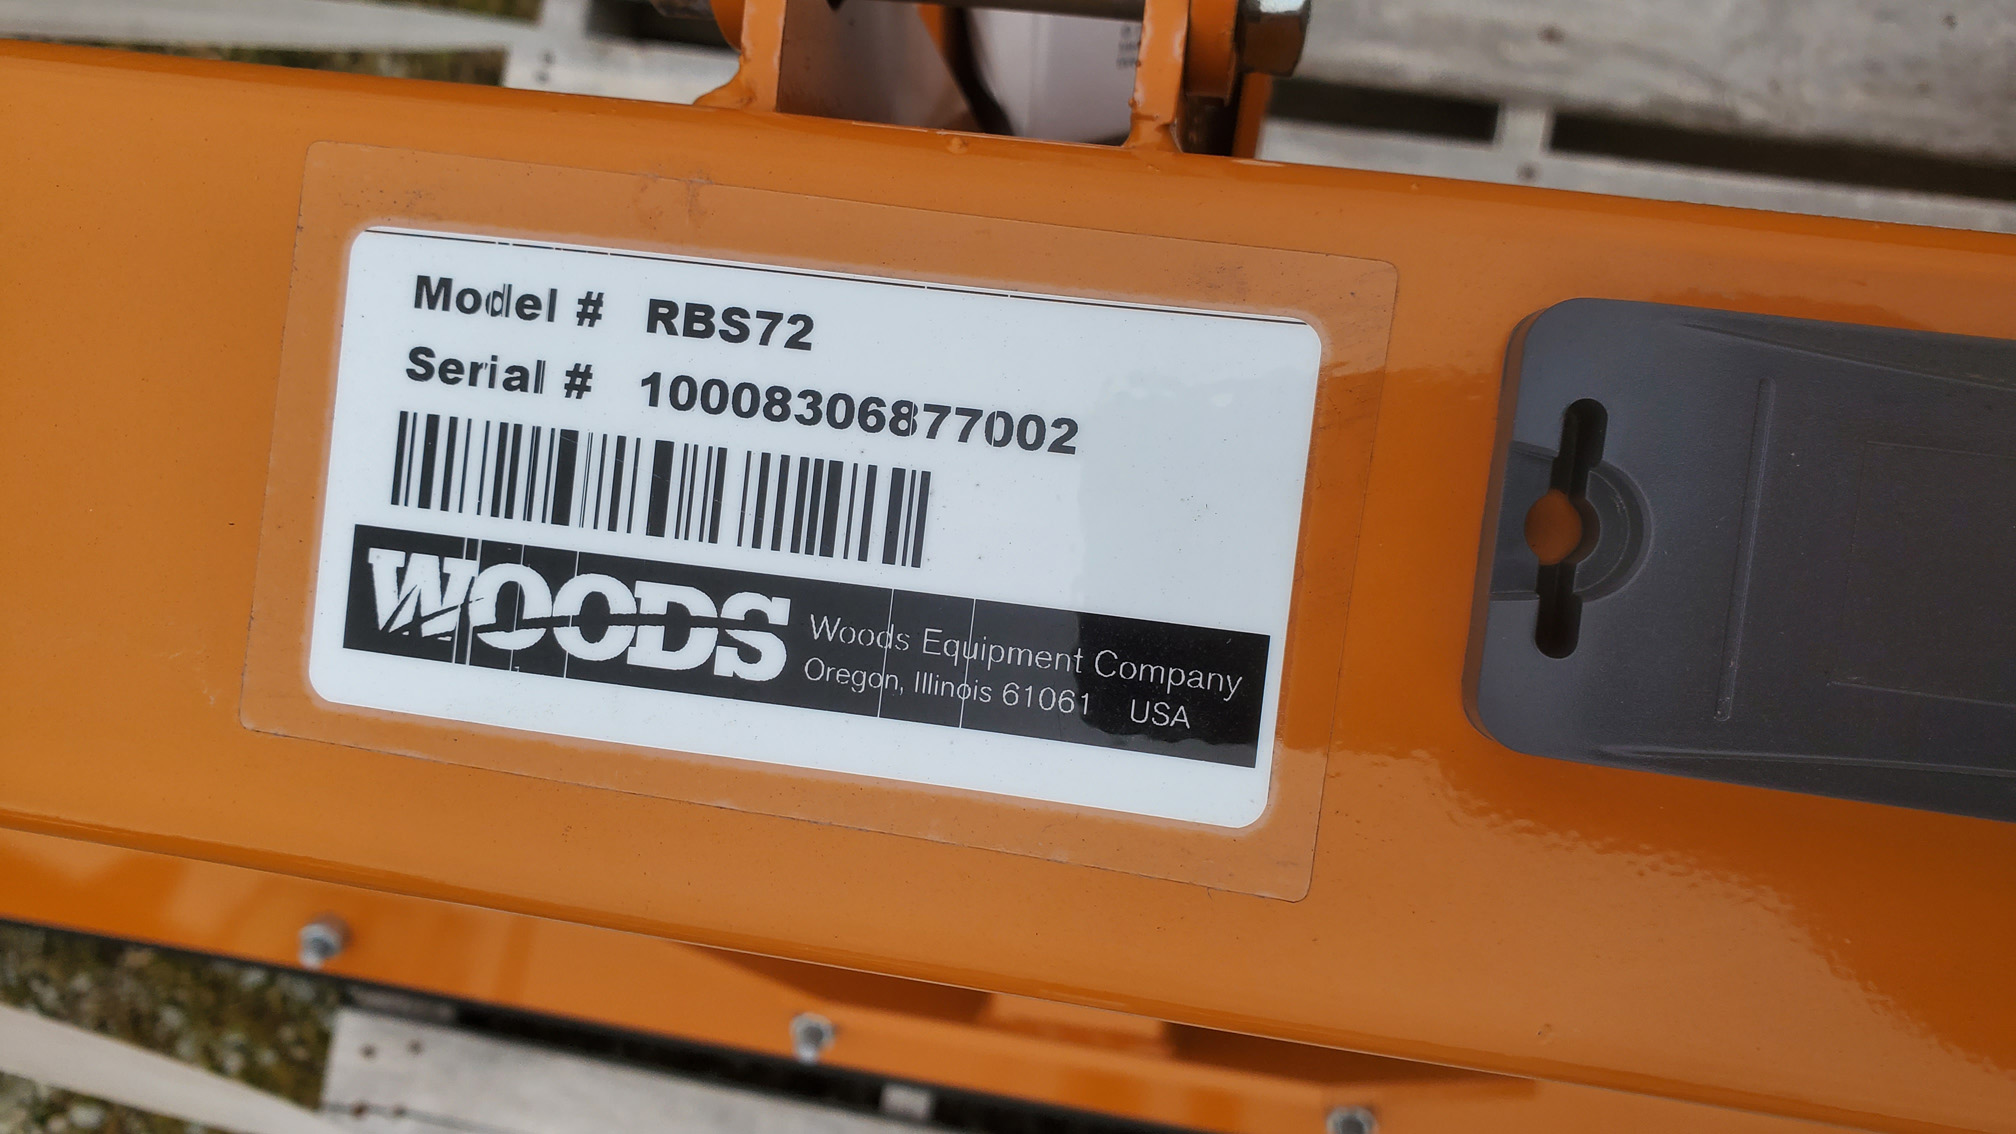 Model # RBS72
Serial # 10008306877002
WOODS
Woods Equipment Company
Oregon, Illinois 61061 USA